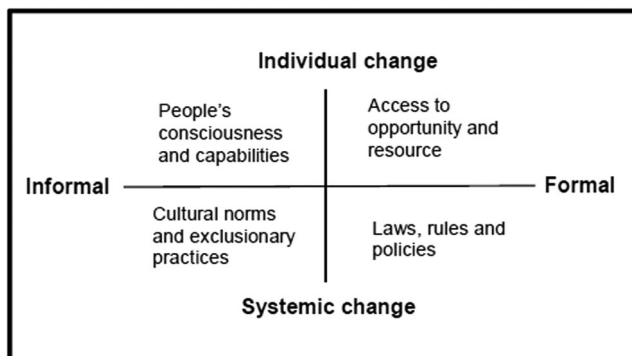 Individual change
People's
consciousness
and capabilities
Access to
opportunity and
resource
Informal
Formal
Cultural norms
and exclusionary
practices
Laws, rules and
policies
Systemic change